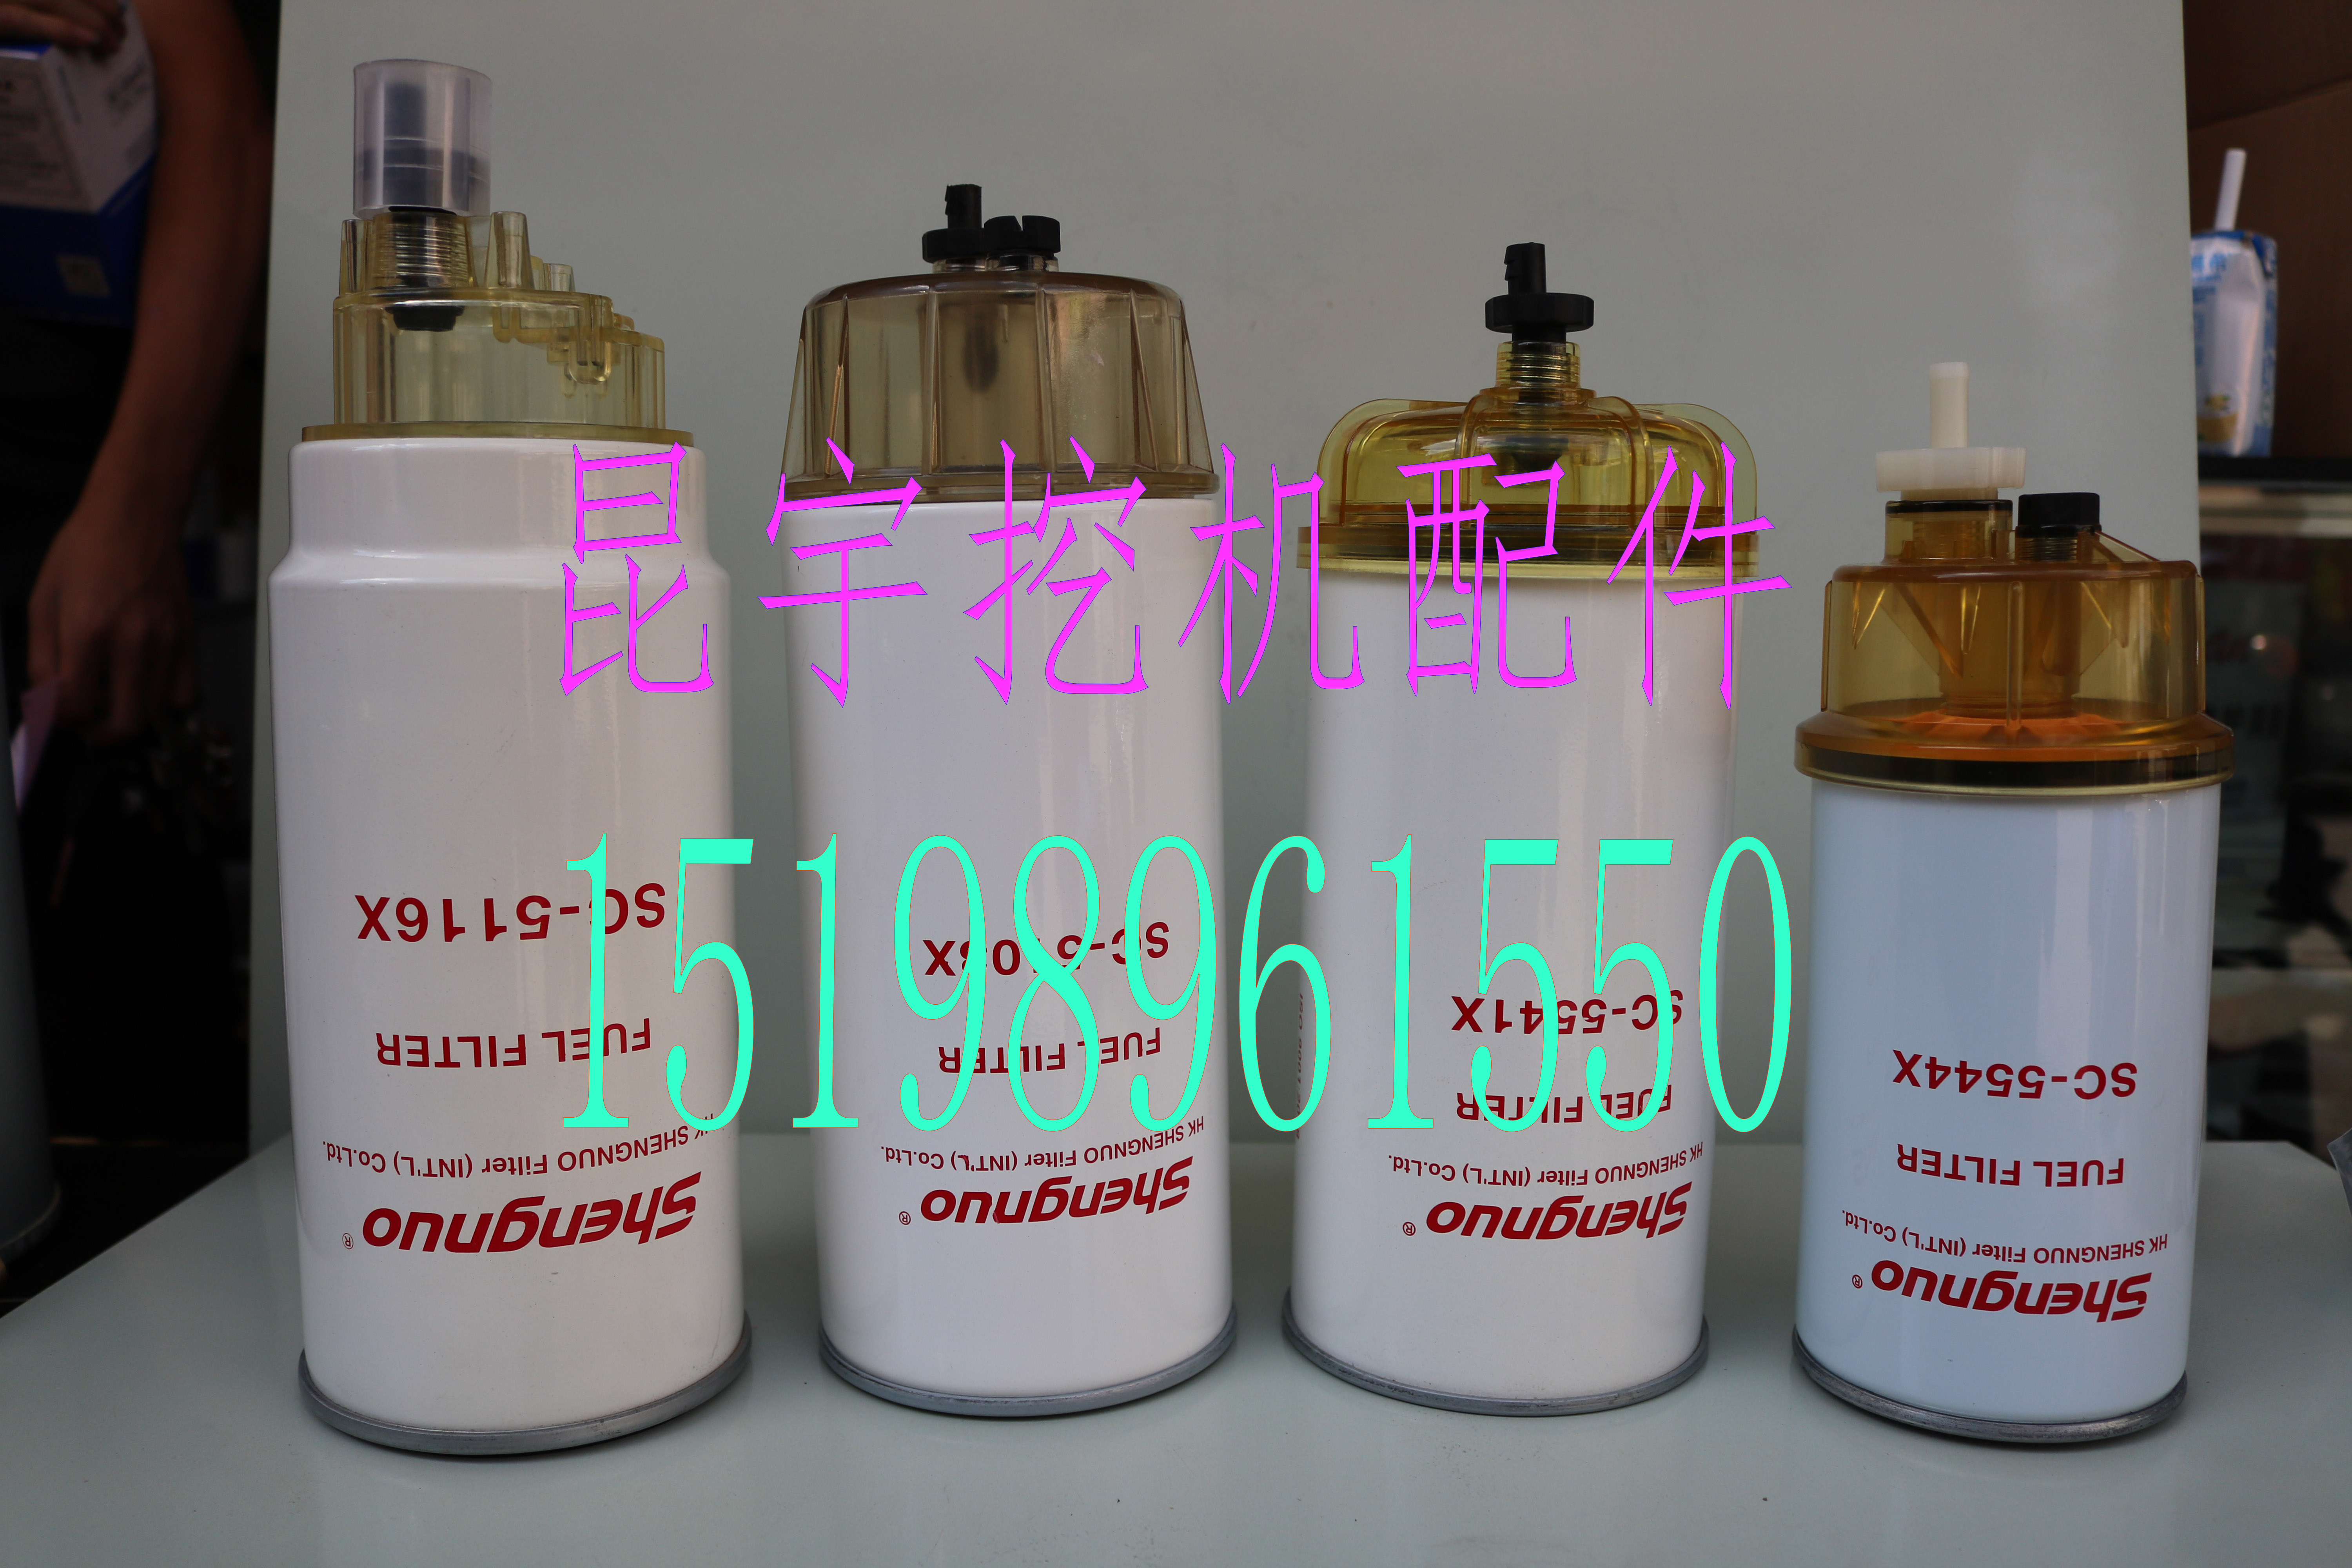 昆宇挖机配件
15198961550
SC-5116X
FUEL FILTER
HK SHENGNUO Filter (INT'L) Co.Ltd.
Shengnuo®
SC-5103X
FUEL FILTER
HK SHENGNUO Filter (INT'L) Co.Ltd.
Shengnuo®
SC-5541X
FUEL FILTER
HK SHENGNUO Filter (INT'L) Co.Ltd.
Shengnuo®
SC-5544X
FUEL FILTER
HK SHENGNUO Filter (INT'L) Co.Ltd.
Shengnuo®